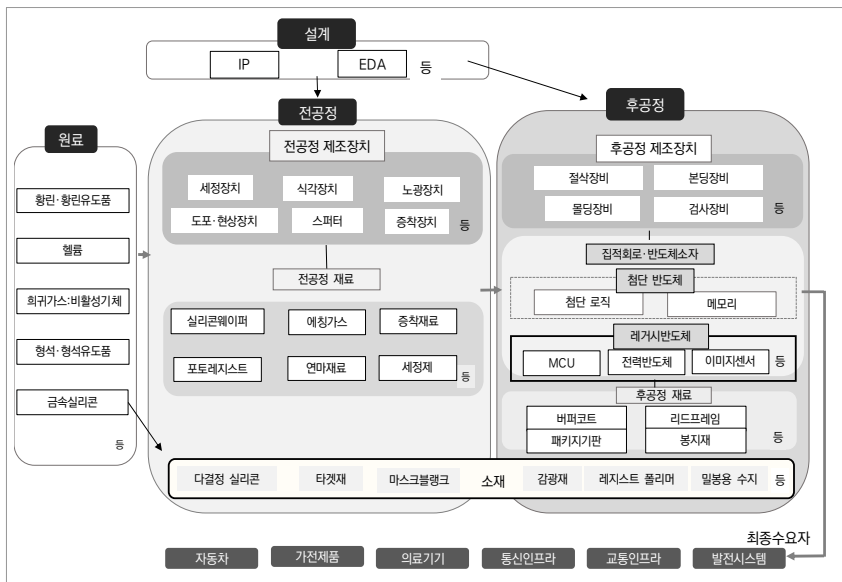 설계
IP
EDA
등
원료
황린·황린유도품
헬륨
희귀가스:비활성기체
형석·형석유도품
금속실리콘
등
전공정
전공정 제조장치
세정장치
식각장치
노광장치
도포·현상장치
스퍼터
증착장치
등
전공정 재료
실리콘웨이퍼
에칭가스
증착재료
포토레지스트
연마재료
세정제
등
후공정
후공정 제조장치
절삭장비
본딩장비
몰딩장비
검사장비
등
집적회로·반도체소자
첨단 반도체
첨단 로직
메모리
레거시반도체
MCU
전력반도체
이미지센서
등
후공정 재료
버퍼코트
리드프레임
패키지기판
봉지재
등
다결정 실리콘
타겟재
마스크블랭크
소재
감광재
레지스트 폴리머
밀봉용 수지
등
최종수요자
자동차
가전제품
의료기기
통신인프라
교통인프라
발전시스템